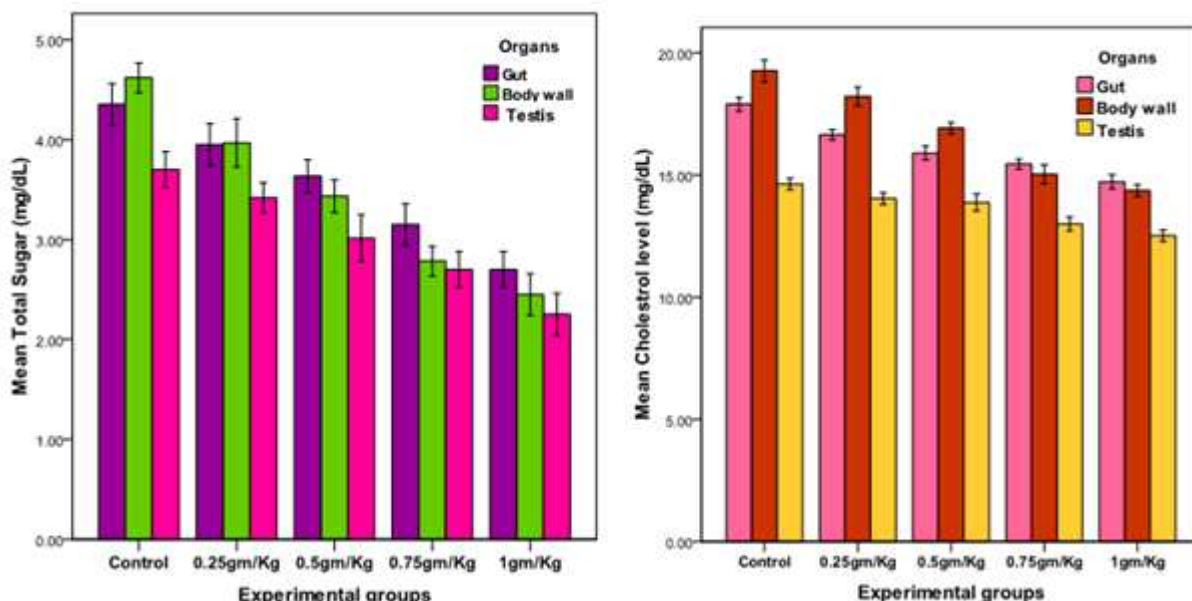 Mean Total Sugar (mg/dL)
5.00
4.00
3.00
2.00
1.00
0.00
Organs
Gut
Body wall
Testis
Control 0.25gm/Kg 0.5gm/Kg 0.75gm/Kg 1gm/Kg
Experimental groups
Mean Cholestrol level (mg/dL)
20.00
15.00
10.00
5.00
0.00
Organs
Gut
Body wall
Testis
Control 0.25gm/Kg 0.5gm/Kg 0.75gm/Kg 1gm/Kg
Experimental groups